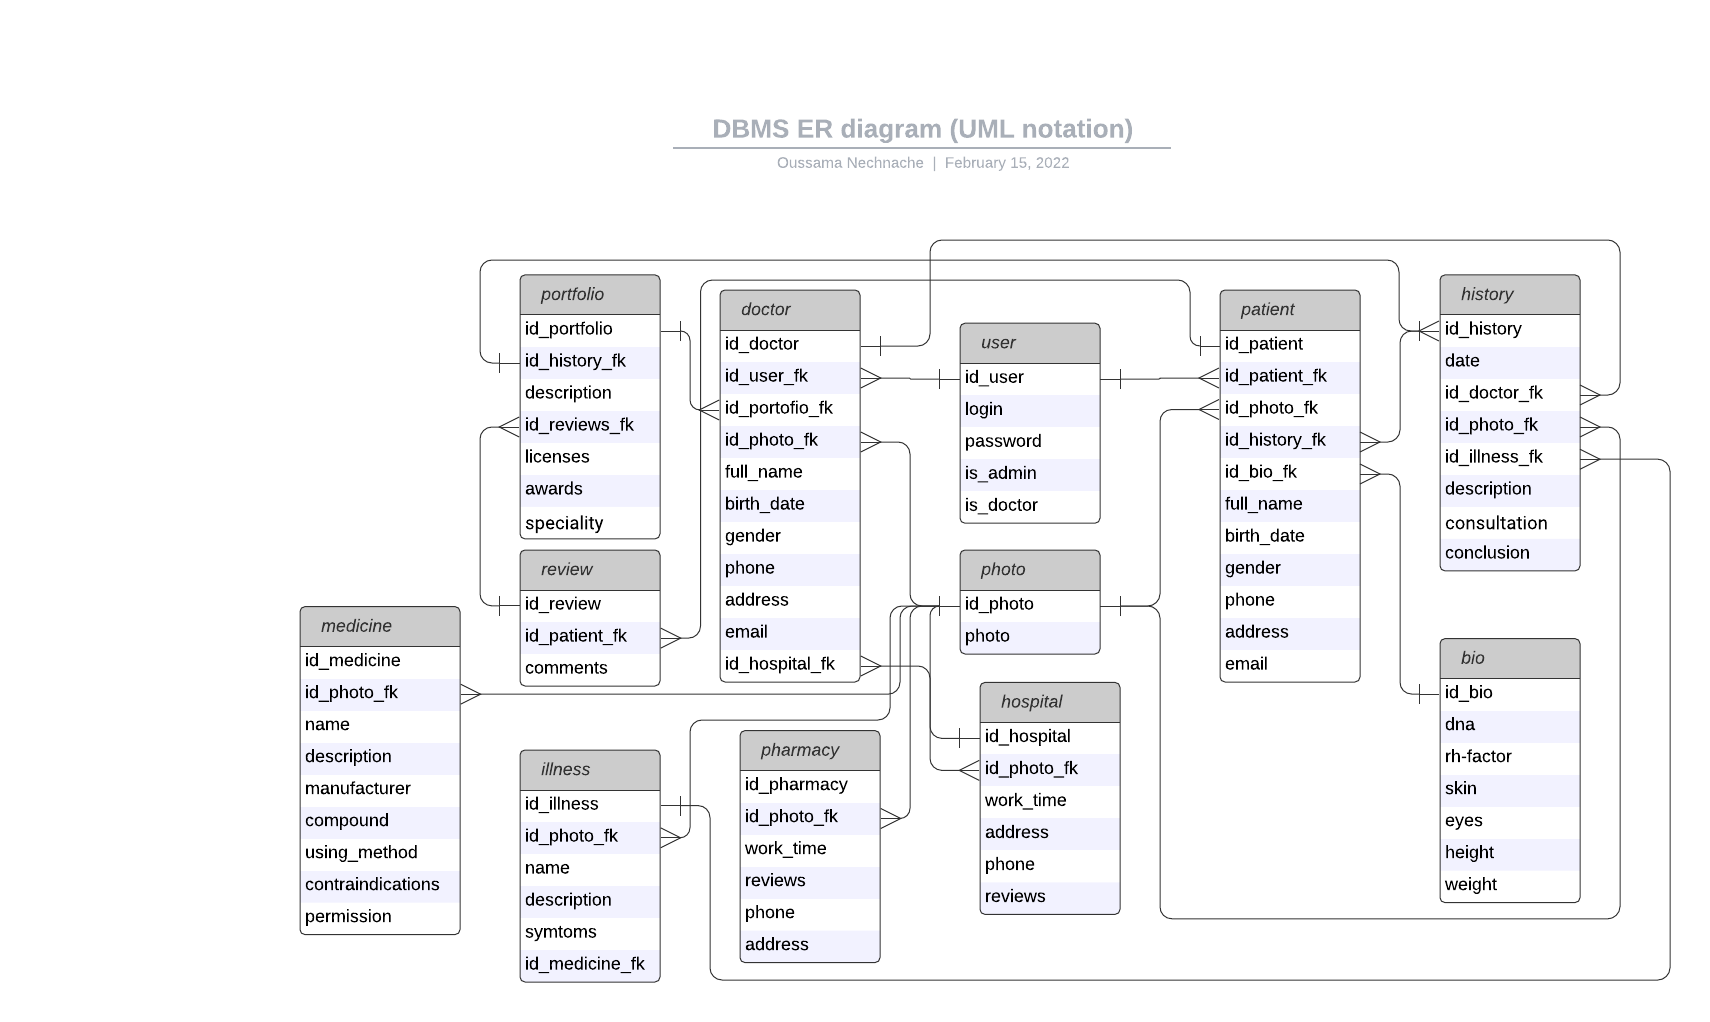 DBMS ER diagram (UML notation)
Oussama Nechnache | February 15, 2022
portfolio
id_portfolio
id_history_fk
description
id_reviews_fk
licenses
awards
speciality
review
id_review
id_patient_fk
comments
medicine
id_medicine
id_photo_fk
name
description
manufacturer
compound
using_method
contraindications
permission
illness
id_illness
id_photo_fk
name
description
symtoms
id_medicine_fk
doctor
id_doctor
id_user_fk
id_portofio_fk
id_photo_fk
full_name
birth_date
gender
phone
address
email
id_hospital_fk
pharmacy
id_pharmacy
id_photo_fk
work_time
reviews
phone
address
user
id_user
login
password
is_admin
is_doctor
photo
id_photo
photo
hospital
id_hospital
id_photo_fk
work_time
address
phone
reviews
patient
id_patient
id_patient_fk
id_photo_fk
id_history_fk
id_bio_fk
full_name
birth_date
gender
phone
address
email
history
id_history
date
id_doctor_fk
id_photo_fk
id_illness_fk
description
consultation
conclusion
bio
id_bio
dna
rh-factor
skin
eyes
height
weight